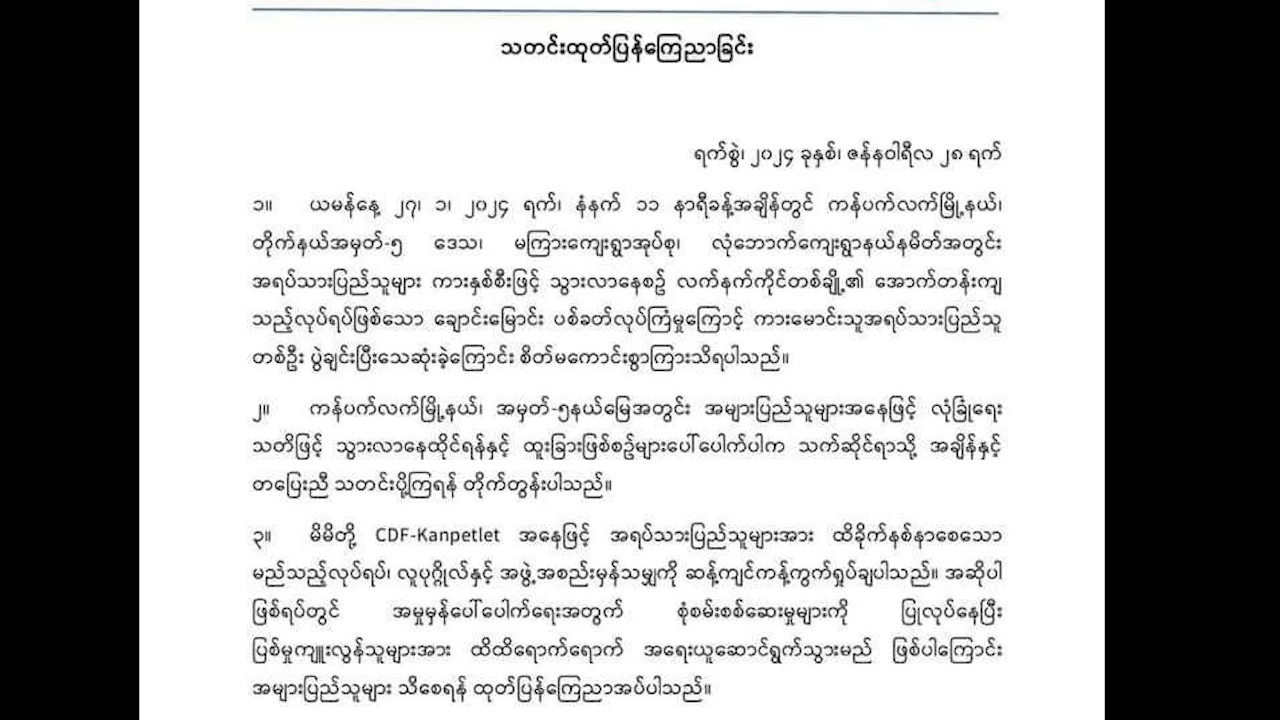 သတင်းထုတ်ပြန်ကြေညာခြင်း
ရက်စွဲ၊ ၂၀၂၄ ခုနှစ်၊ ဇန်နဝါရီလ ၂၈ ရက်
၁။ ယမန်နေ့ ၂၇၊ ၁၊ ၂၀၂၄ ရက်၊ နံနက် ၁၁ နာရီခန့်အချိန်တွင် ကန်ပက်လက်မြို့နယ်၊
တိုက်နယ်အမှတ်-၅ ဒေသ၊ မကြားကျေးရွာအုပ်စု၊ လုံဘောက်ကျေးရွာနယ်နမိတ်အတွင်း
အရပ်သားပြည်သူများ ကားနှစ်စီးဖြင့် သွားလာနေစဉ် လက်နက်ကိုင်တစ်ချို့၏ အောက်တန်းကျ
သည့်လုပ်ရပ်ဖြစ်သော ချောင်းမြောင်း ပစ်ခတ်လုပ်ကြံမှုကြောင့် ကားမောင်းသူအရပ်သားပြည်သူ
တစ်ဦး ပွဲချင်းပြီးသေဆုံးခဲ့ကြောင်း စိတ်မကောင်းစွာကြားသိရပါသည်။
၂။ ကန်ပက်လက်မြို့နယ်၊ အမှတ်-၅နယ်မြေအတွင်း အများပြည်သူများအနေဖြင့် လုံခြုံရေး
သတိဖြင့် သွားလာနေထိုင်ရန်နှင့် ထူးခြားဖြစ်စဉ်များပေါ်ပေါက်ပါက သက်ဆိုင်ရာသို့ အချိန်နှင့်
တပြေးညီ သတင်းပို့ကြရန် တိုက်တွန်းပါသည်။
၃။ မိမိတို့ CDF-Kanpetlet အနေဖြင့် အရပ်သားပြည်သူများအား ထိခိုက်နစ်နာစေသော
မည်သည့်လုပ်ရပ်၊ လူပုဂ္ဂိုလ်နှင့် အဖွဲ့အစည်းမှန်သမျှကို ဆန့်ကျင်ကန့်ကွက်ရှုပ်ချပါသည်။ အဆိုပါ
ဖြစ်ရပ်တွင် အမှုမှန်ပေါ်ပေါက်ရေးအတွက် စုံစမ်းစစ်ဆေးမှုများကို ပြုလုပ်နေပြီး
ပြစ်မှုကျူးလွန်သူများအား ထိထိရောက်ရောက် အရေးယူဆောင်ရွက်သွားမည် ဖြစ်ပါကြောင်း
အများပြည်သူများ သိစေရန် ထုတ်ပြန်ကြေညာအပ်ပါသည်။